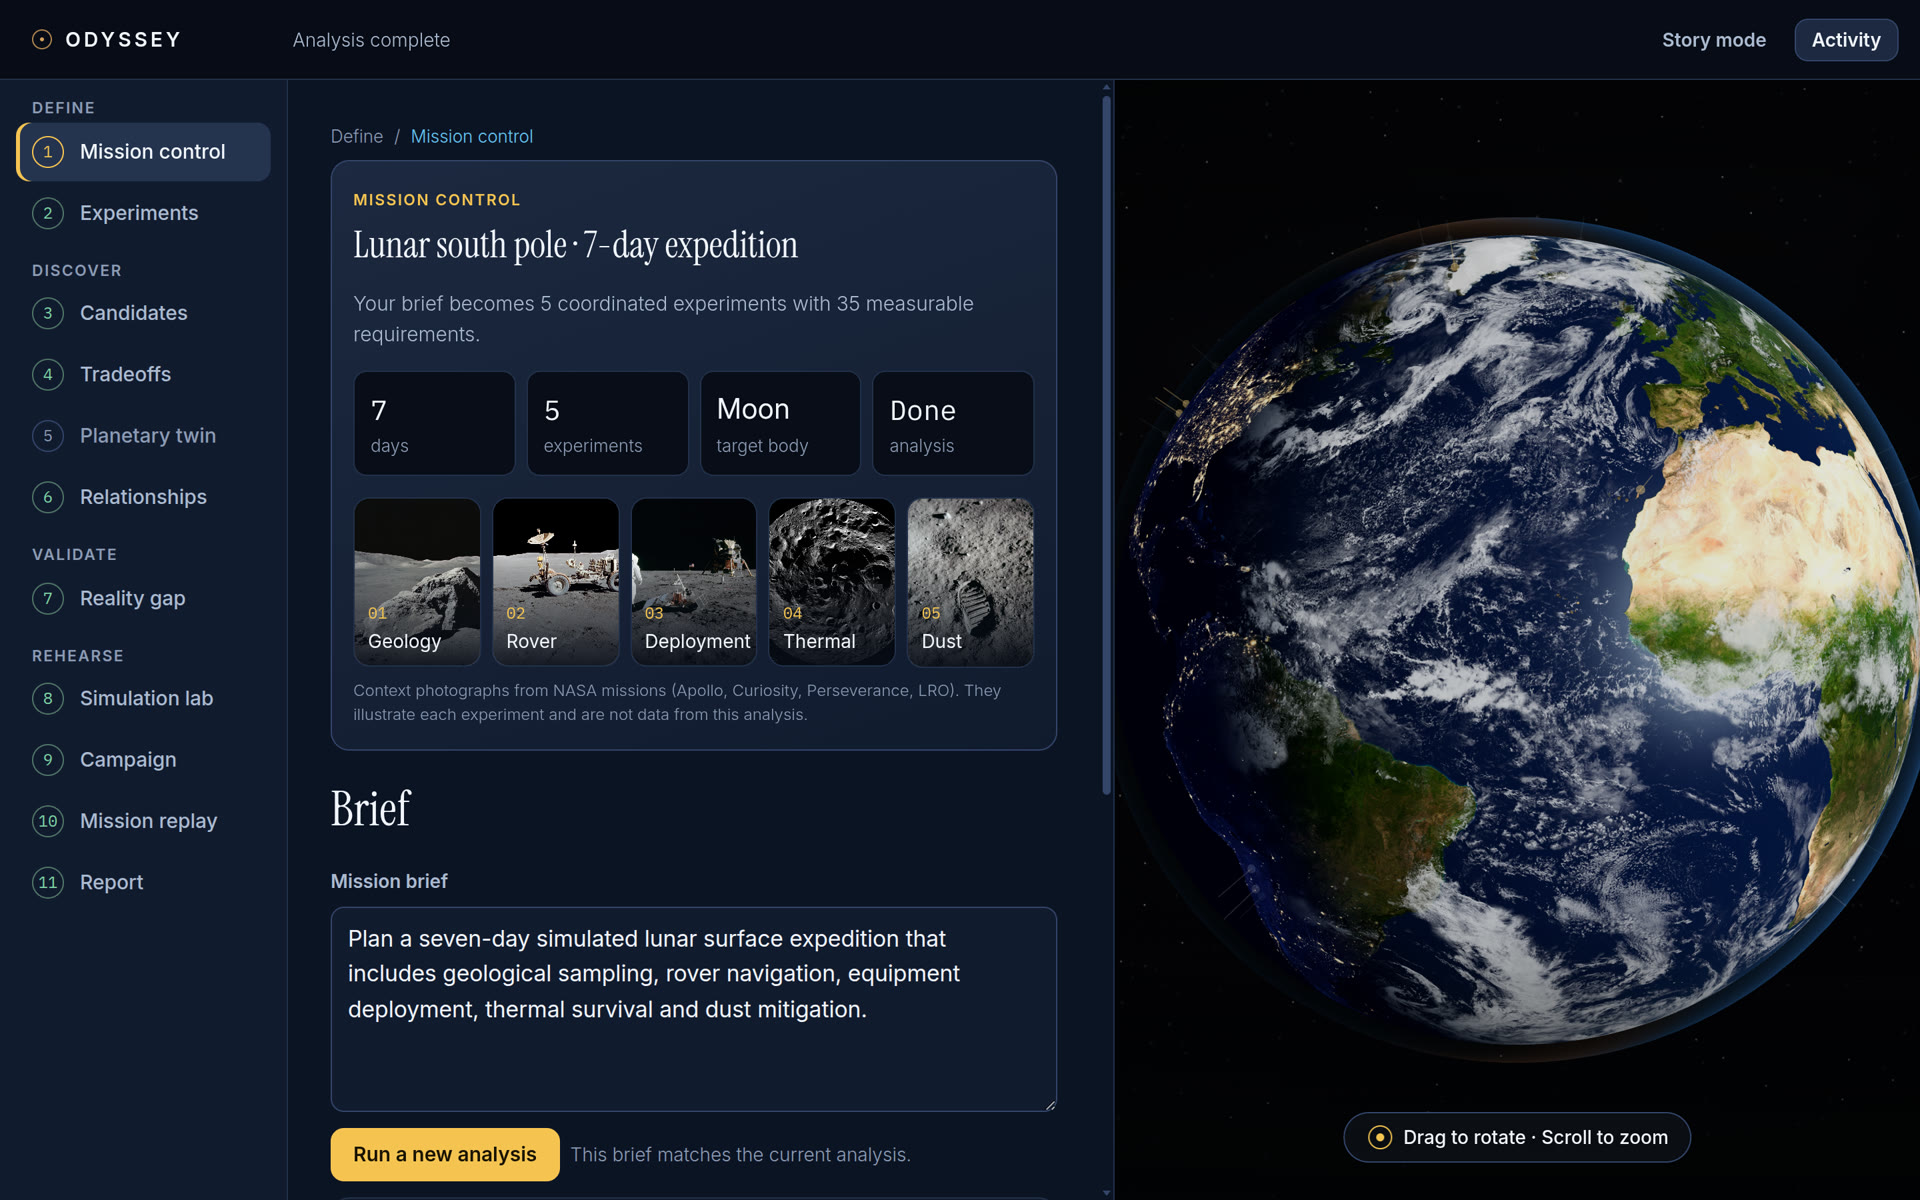 ODYSSEY
Analysis complete
Story mode
Activity
DEFINE
1 Mission control
2 Experiments
DISCOVER
3 Candidates
4 Tradeoffs
5 Planetary twin
6 Relationships
VALIDATE
7 Reality gap
REHEARSE
8 Simulation lab
9 Campaign
10 Mission replay
11 Report
Define / Mission control
MISSION CONTROL
Lunar south pole · 7-day expedition
Your brief becomes 5 coordinated experiments with 35 measurable
requirements.
7
days
5
experiments
Moon
target body
Done
analysis
01
Geology
02
Rover
03
Deployment
04
Thermal
05
Dust
Context photographs from NASA missions (Apollo, Curiosity, Perseverance, LRO). They
illustrate each experiment and are not data from this analysis.
Brief
Mission brief
Plan a seven-day simulated lunar surface expedition that
includes geological sampling, rover navigation, equipment
deployment, thermal survival and dust mitigation.
Run a new analysis
This brief matches the current analysis.
Drag to rotate · Scroll to zoom